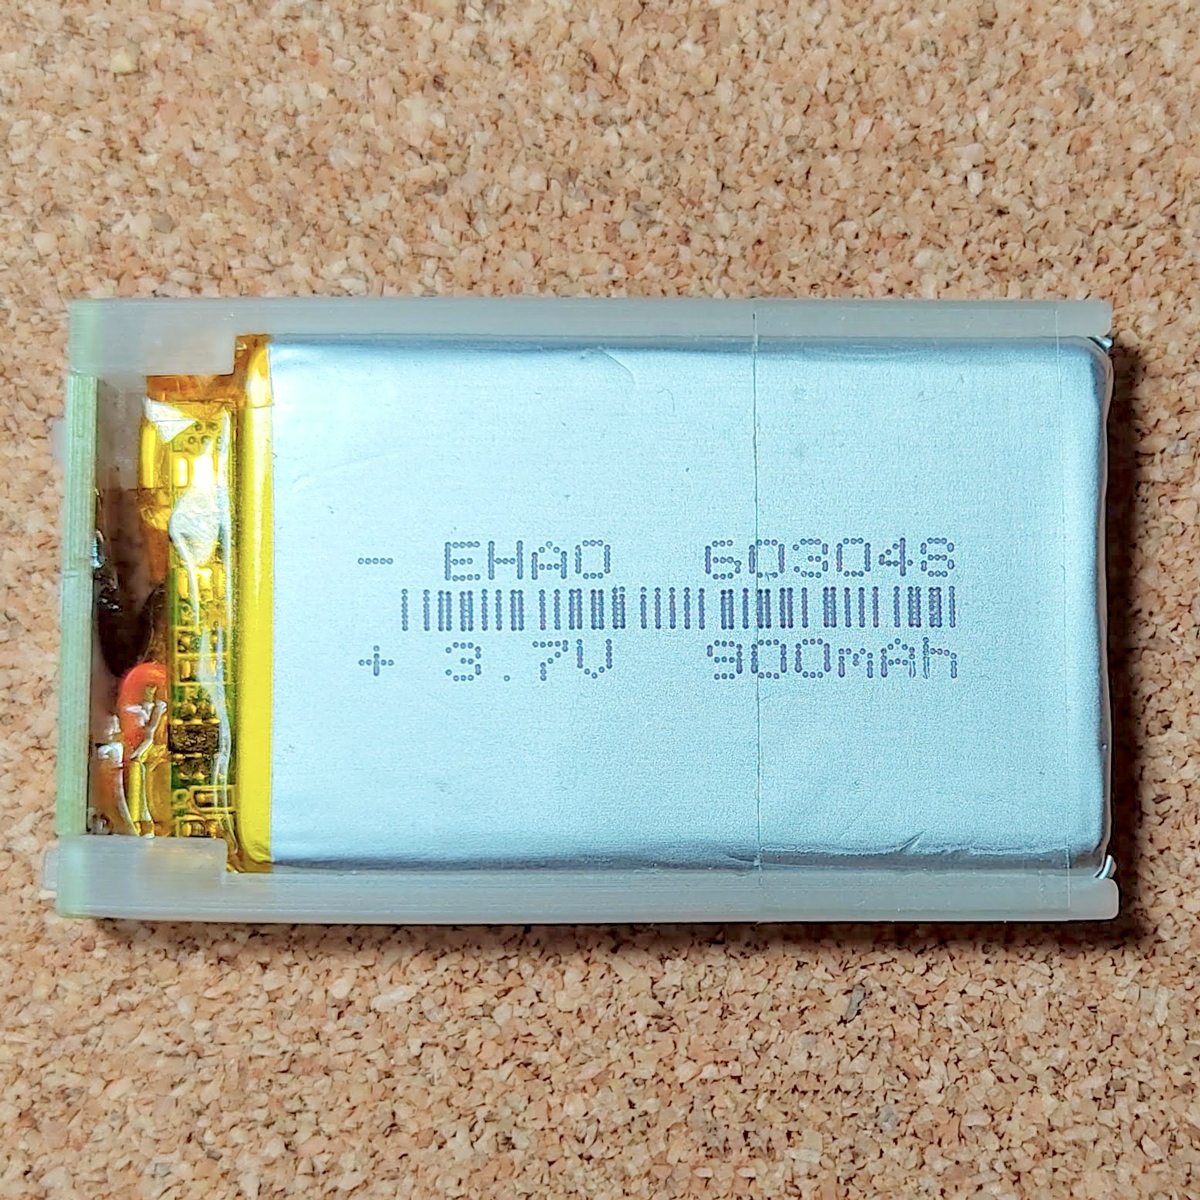 - EHAO 603048
+ 3.7V 900mAh